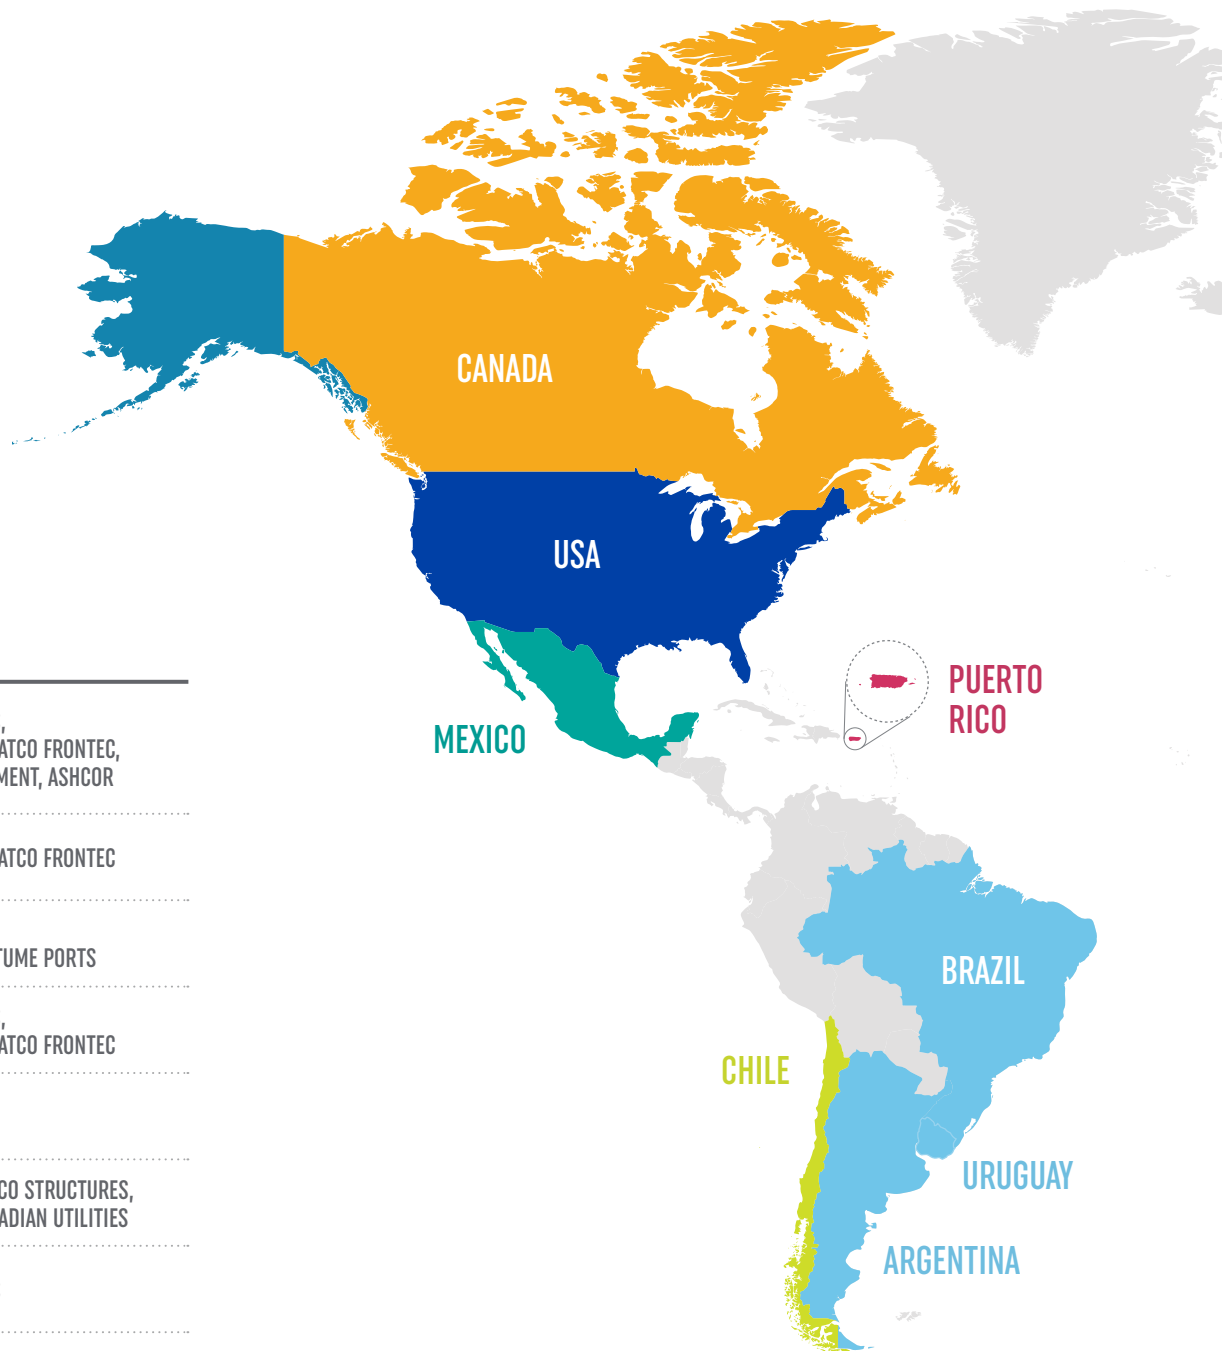 CANADA
USA
MEXICO
PUERTO
RICO
BRAZIL
CHILE
URUGUAY
ARGENTINA
,
ATCO FRONTEC,
MENT, ASHCOR
ATCO FRONTEC
TUME PORTS
,
ATCO FRONTEC
CO STRUCTURES,
ADIAN UTILITIES